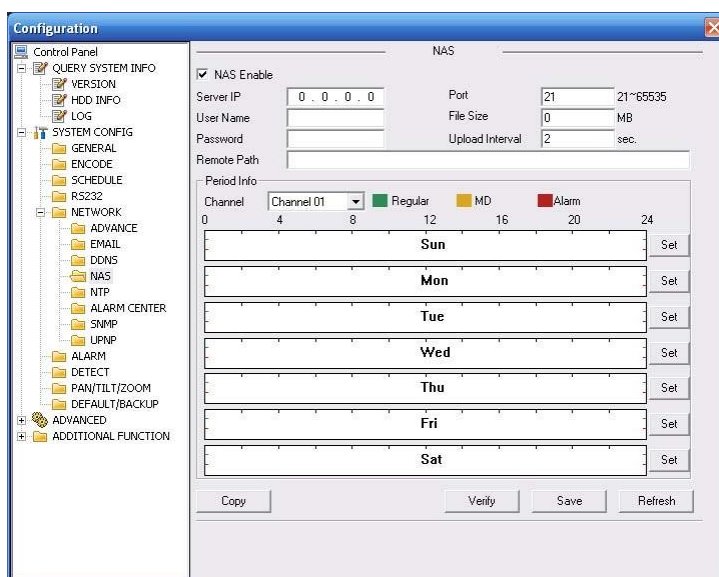 Configuration
Control Panel
QUERY SYSTEM INFO
VERSION
HDD INFO
LOG
SYSTEM CONFIG
GENERAL
ENCODE
SCHEDULE
RS232
NETWORK
ADVANCE
EMAIL
DDNS
NAS
NTP
ALARM CENTER
SNMP
UPNP
ALARM
DETECT
PAN/TILT/ZOOM
DEFAULT/BACKUP
ADVANCED
ADDITIONAL FUNCTION
NAS
NAS Enable
Server IP 0 . 0 . 0 . 0 Port 21 21~65535
User Name File Size 0 MB
Password Upload Interval 2 sec.
Remote Path
Period Info
Channel Channel 01 Regular MD Alarm
0 4 8 12 16 20 24
Sun Set
Mon Set
Tue Set
Wed Set
Thu Set
Fri Set
Sat Set
Copy Verify Save Refresh